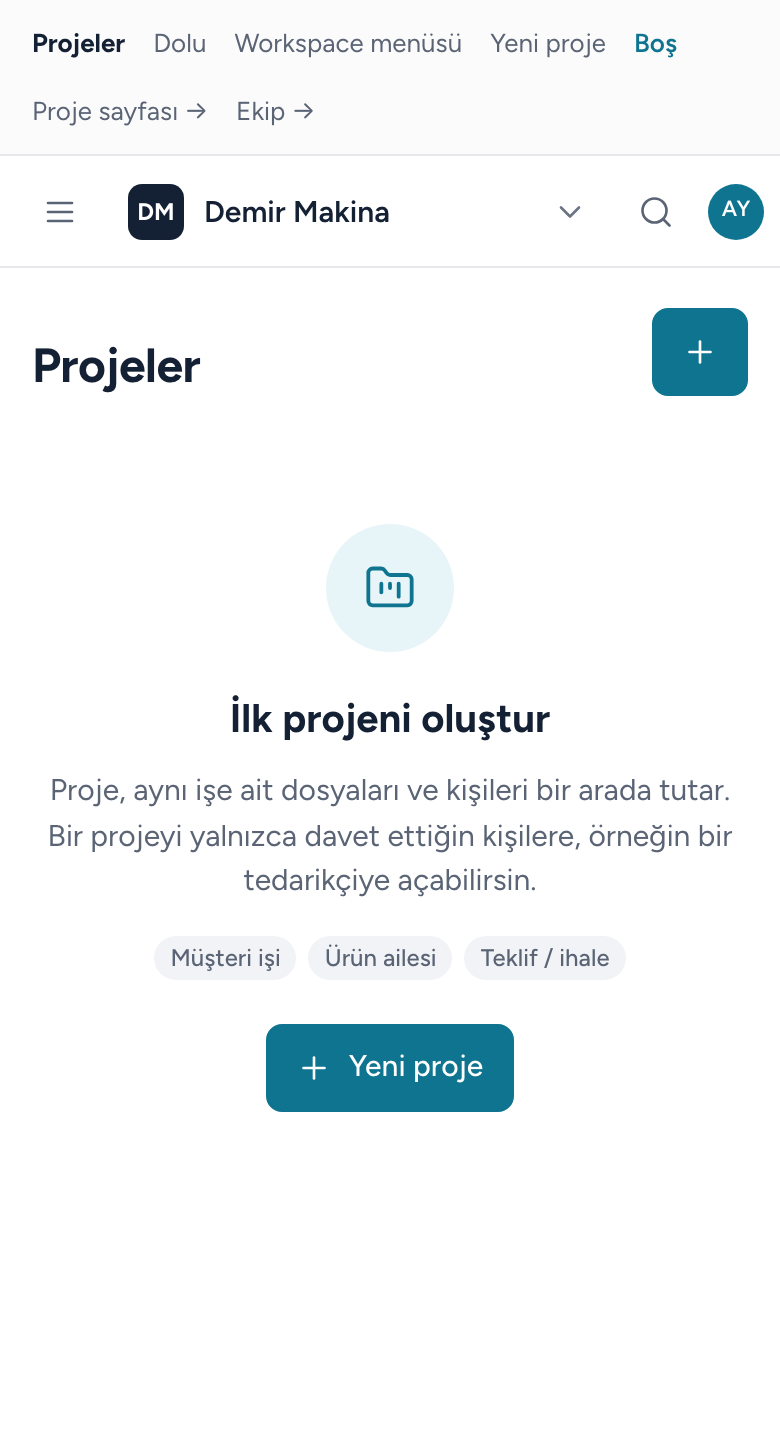 Projeler Dolu Workspace menüsü Yeni proje Boş
Proje sayfası → Ekip →
DM Demir Makina AY
Projeler
İlk projeni oluştur
Proje, aynı işe ait dosyaları ve kişileri bir arada tutar.
Bir projeyi yalnızca davet ettiğin kişilere, örneğin bir
tedarikçiye açabilirsin.
Müşteri işi Ürün ailesi Teklif / ihale
+ Yeni proje